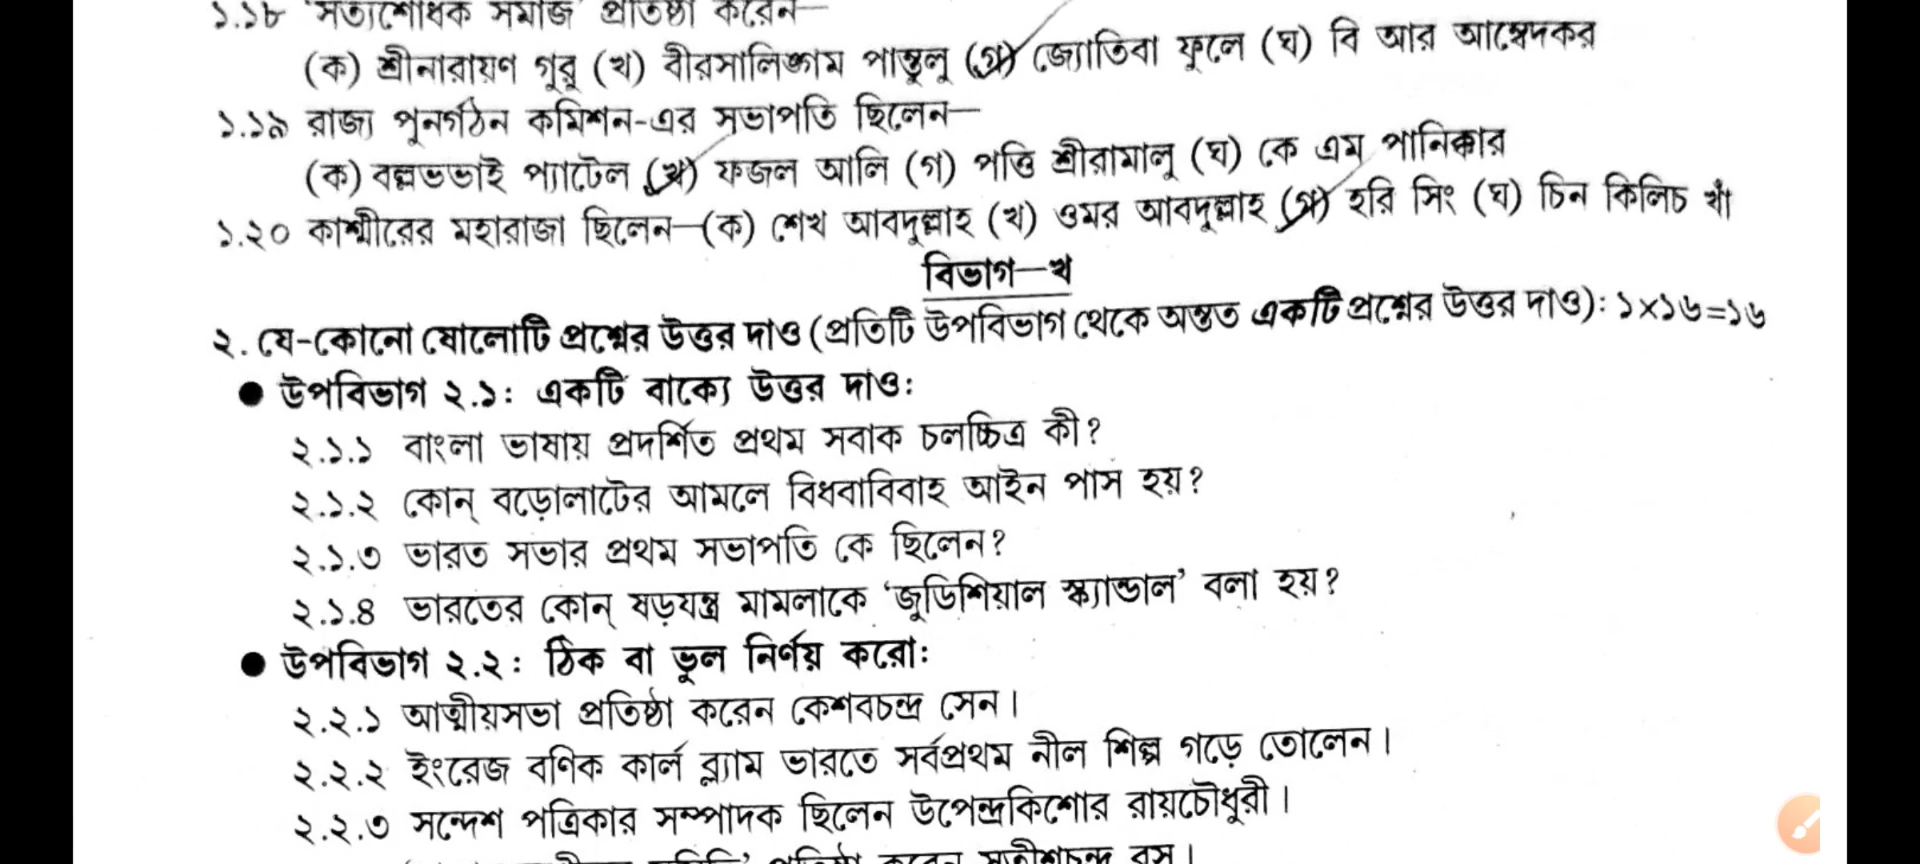 ১.১৮ 'সত্যশোধক সমাজ' প্রতিষ্ঠা করেন—
(ক) শ্রীনারায়ণ গুরু (খ) বীরসালিঙ্গম পান্তুলু (গ) জ্যোতিবা ফুলে (ঘ) বি আর আম্বেদকর
১.১৯ রাজ্য পুনর্গঠন কমিশন-এর সভাপতি ছিলেন—
(ক) বল্লভভাই প্যাটেল (খ) ফজল আলি (গ) পত্তি শ্রীরামালু (ঘ) কে এম পানিক্কার
১.২০ কাশ্মীরের মহারাজা ছিলেন—(ক) শেখ আবদুল্লাহ (খ) ওমর আবদুল্লাহ (গ) হরি সিং (ঘ) চিন কিলিচ খাঁ
বিভাগ—খ
২. যে-কোনো ষোলোটি প্রশ্নের উত্তর দাও (প্রতিটি উপবিভাগ থেকে অন্তত একটি প্রশ্নের উত্তর দাও): ১×১৬=১৬
● উপবিভাগ ২.১: একটি বাক্যে উত্তর দাও:
২.১.১ বাংলা ভাষায় প্রদর্শিত প্রথম সবাক চলচ্চিত্র কী?
২.১.২ কোন্ বড়োলাটের আমলে বিধবাবিবাহ আইন পাস হয়?
২.১.৩ ভারত সভার প্রথম সভাপতি কে ছিলেন?
২.১.৪ ভারতের কোন্ ষড়যন্ত্র মামলাকে 'জুডিশিয়াল স্ক্যান্ডাল' বলা হয়?
● উপবিভাগ ২.২: ঠিক বা ভুল নির্ণয় করো:
২.২.১ আত্মীয়সভা প্রতিষ্ঠা করেন কেশবচন্দ্র সেন।
২.২.২ ইংরেজ বণিক কার্ল ব্ল্যাম ভারতে সর্বপ্রথম নীল শিল্প গড়ে তোলেন।
২.২.৩ সন্দেশ পত্রিকার সম্পাদক ছিলেন উপেন্দ্রকিশোর রায়চৌধুরী।
প্রতিষ্ঠা করেন সতীশচন্দ্র বসু।